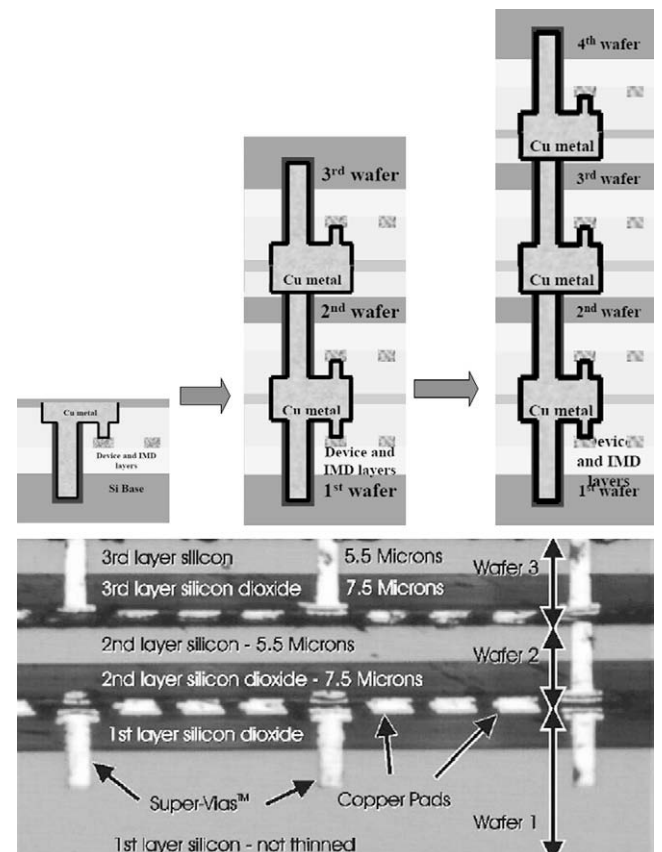 Cu metal
Device and IMD
layers
Si Base
3rd wafer
Cu metal
2nd wafer
Cu metal
Device and IMD layers
1st wafer
4th wafer
Cu metal
3rd wafer
Cu metal
2nd wafer
Cu metal
Device
and IMD
layers
1st wafer
3rd layer silicon 5.5 Microns
3rd layer silicon dioxide 7.5 Microns
Wafer 3
2nd layer silicon - 5.5 Microns
Wafer 2
2nd layer silicon dioxide - 7.5 Microns
1st layer silicon dioxide
Super-Vias™
Copper Pads
Wafer 1
1st layer silicon - not thinned